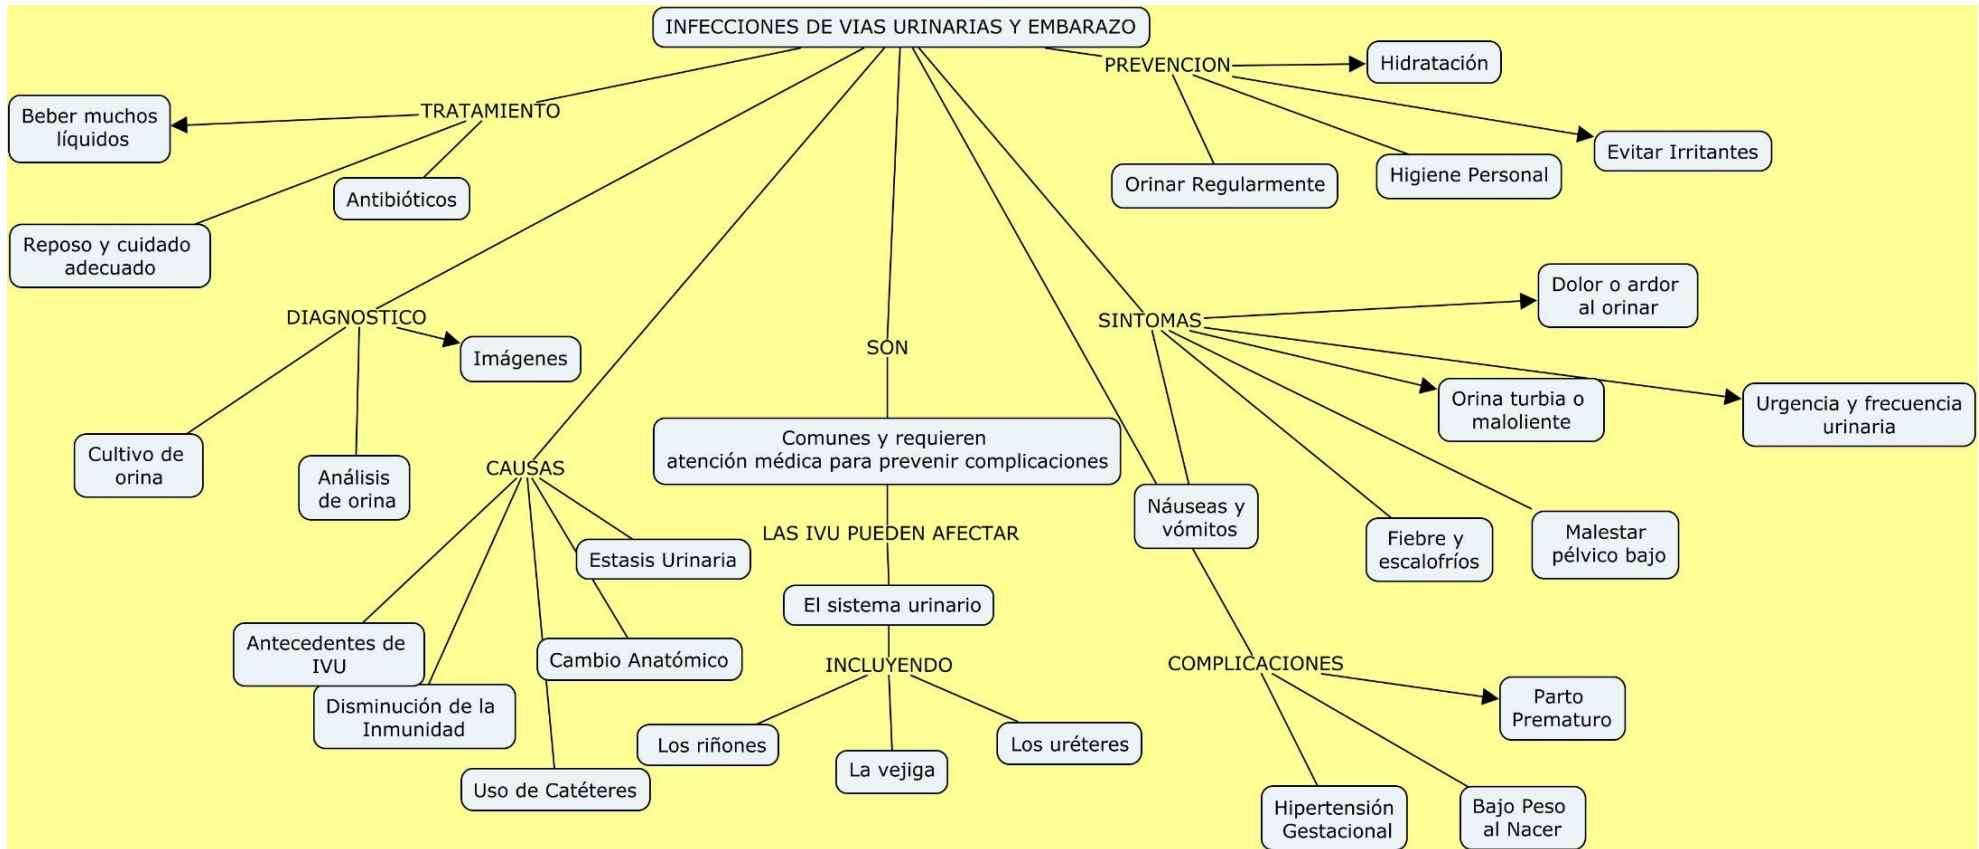 INFECCIONES DE VIAS URINARIAS Y EMBARAZO
PREVENCION
Hidratación
Evitar Irritantes
Higiene Personal
Orinar Regularmente
TRATAMIENTO
Beber muchos
líquidos
Antibióticos
Reposo y cuidado
adecuado
DIAGNOSTICO
Imágenes
Cultivo de
orina
Análisis
de orina
CAUSAS
Estasis Urinaria
Cambio Anatómico
Antecedentes de
IVU
Disminución de la
Inmunidad
Uso de Catéteres
SON
Comunes y requieren
atención médica para prevenir complicaciones
LAS IVU PUEDEN AFECTAR
El sistema urinario
INCLUYENDO
Los riñones
La vejiga
Los uréteres
SINTOMAS
Dolor o ardor
al orinar
Orina turbia o
maloliente
Urgencia y frecuencia
urinaria
Náuseas y
vómitos
Fiebre y
escalofríos
Malestar
pélvico bajo
COMPLICACIONES
Parto
Prematuro
Hipertensión
Gestacional
Bajo Peso
al Nacer